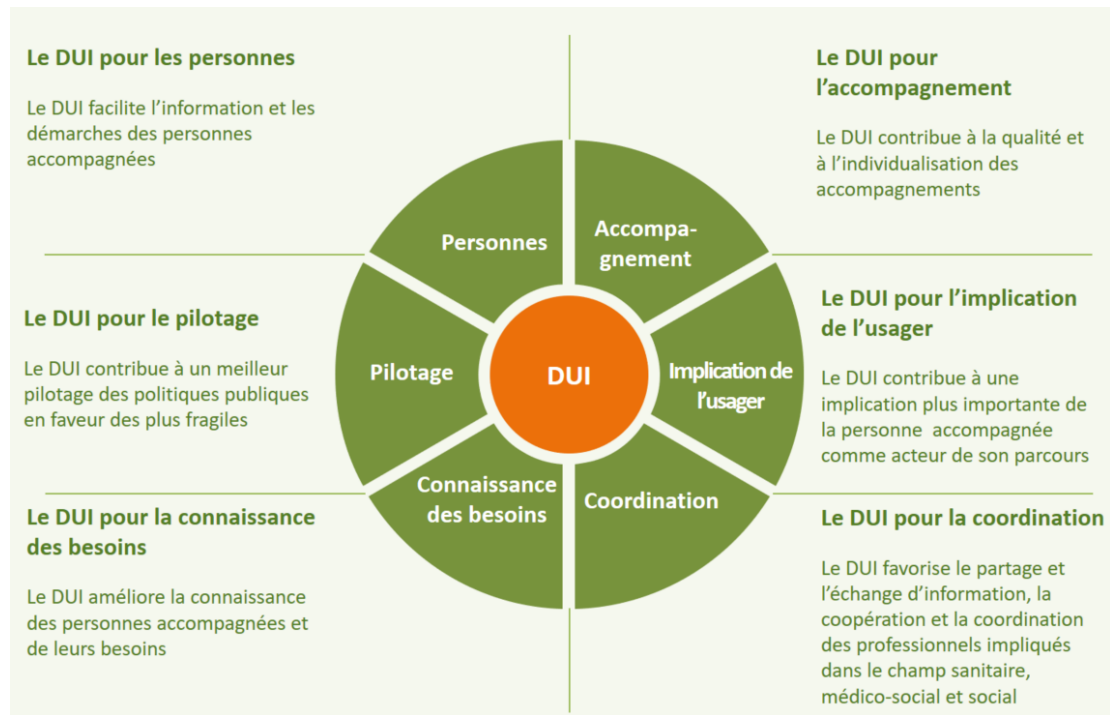 Le DUI pour les personnes
Le DUI facilite l'information et les
démarches des personnes
accompagnées
Le DUI pour
l'accompagnement
Le DUI contribue à la qualité et
à l'individualisation des
accompagnements
Personnes
Accompa-
gnement
Le DUI pour le pilotage
Le DUI contribue à un meilleur
pilotage des politiques publiques
en faveur des plus fragiles
Pilotage
DUI
Implication de
l'usager
Le DUI pour l'implication
de l'usager
Le DUI contribue à une
implication plus importante de
la personne accompagnée
comme acteur de son parcours
Connaissance
des besoins
Coordination
Le DUI pour la connaissance
des besoins
Le DUI améliore la connaissance
des personnes accompagnées et
de leurs besoins
Le DUI pour la coordination
Le DUI favorise le partage et
l'échange d'information, la
coopération et la coordination
des professionnels impliqués
dans le champ sanitaire,
médico-social et social